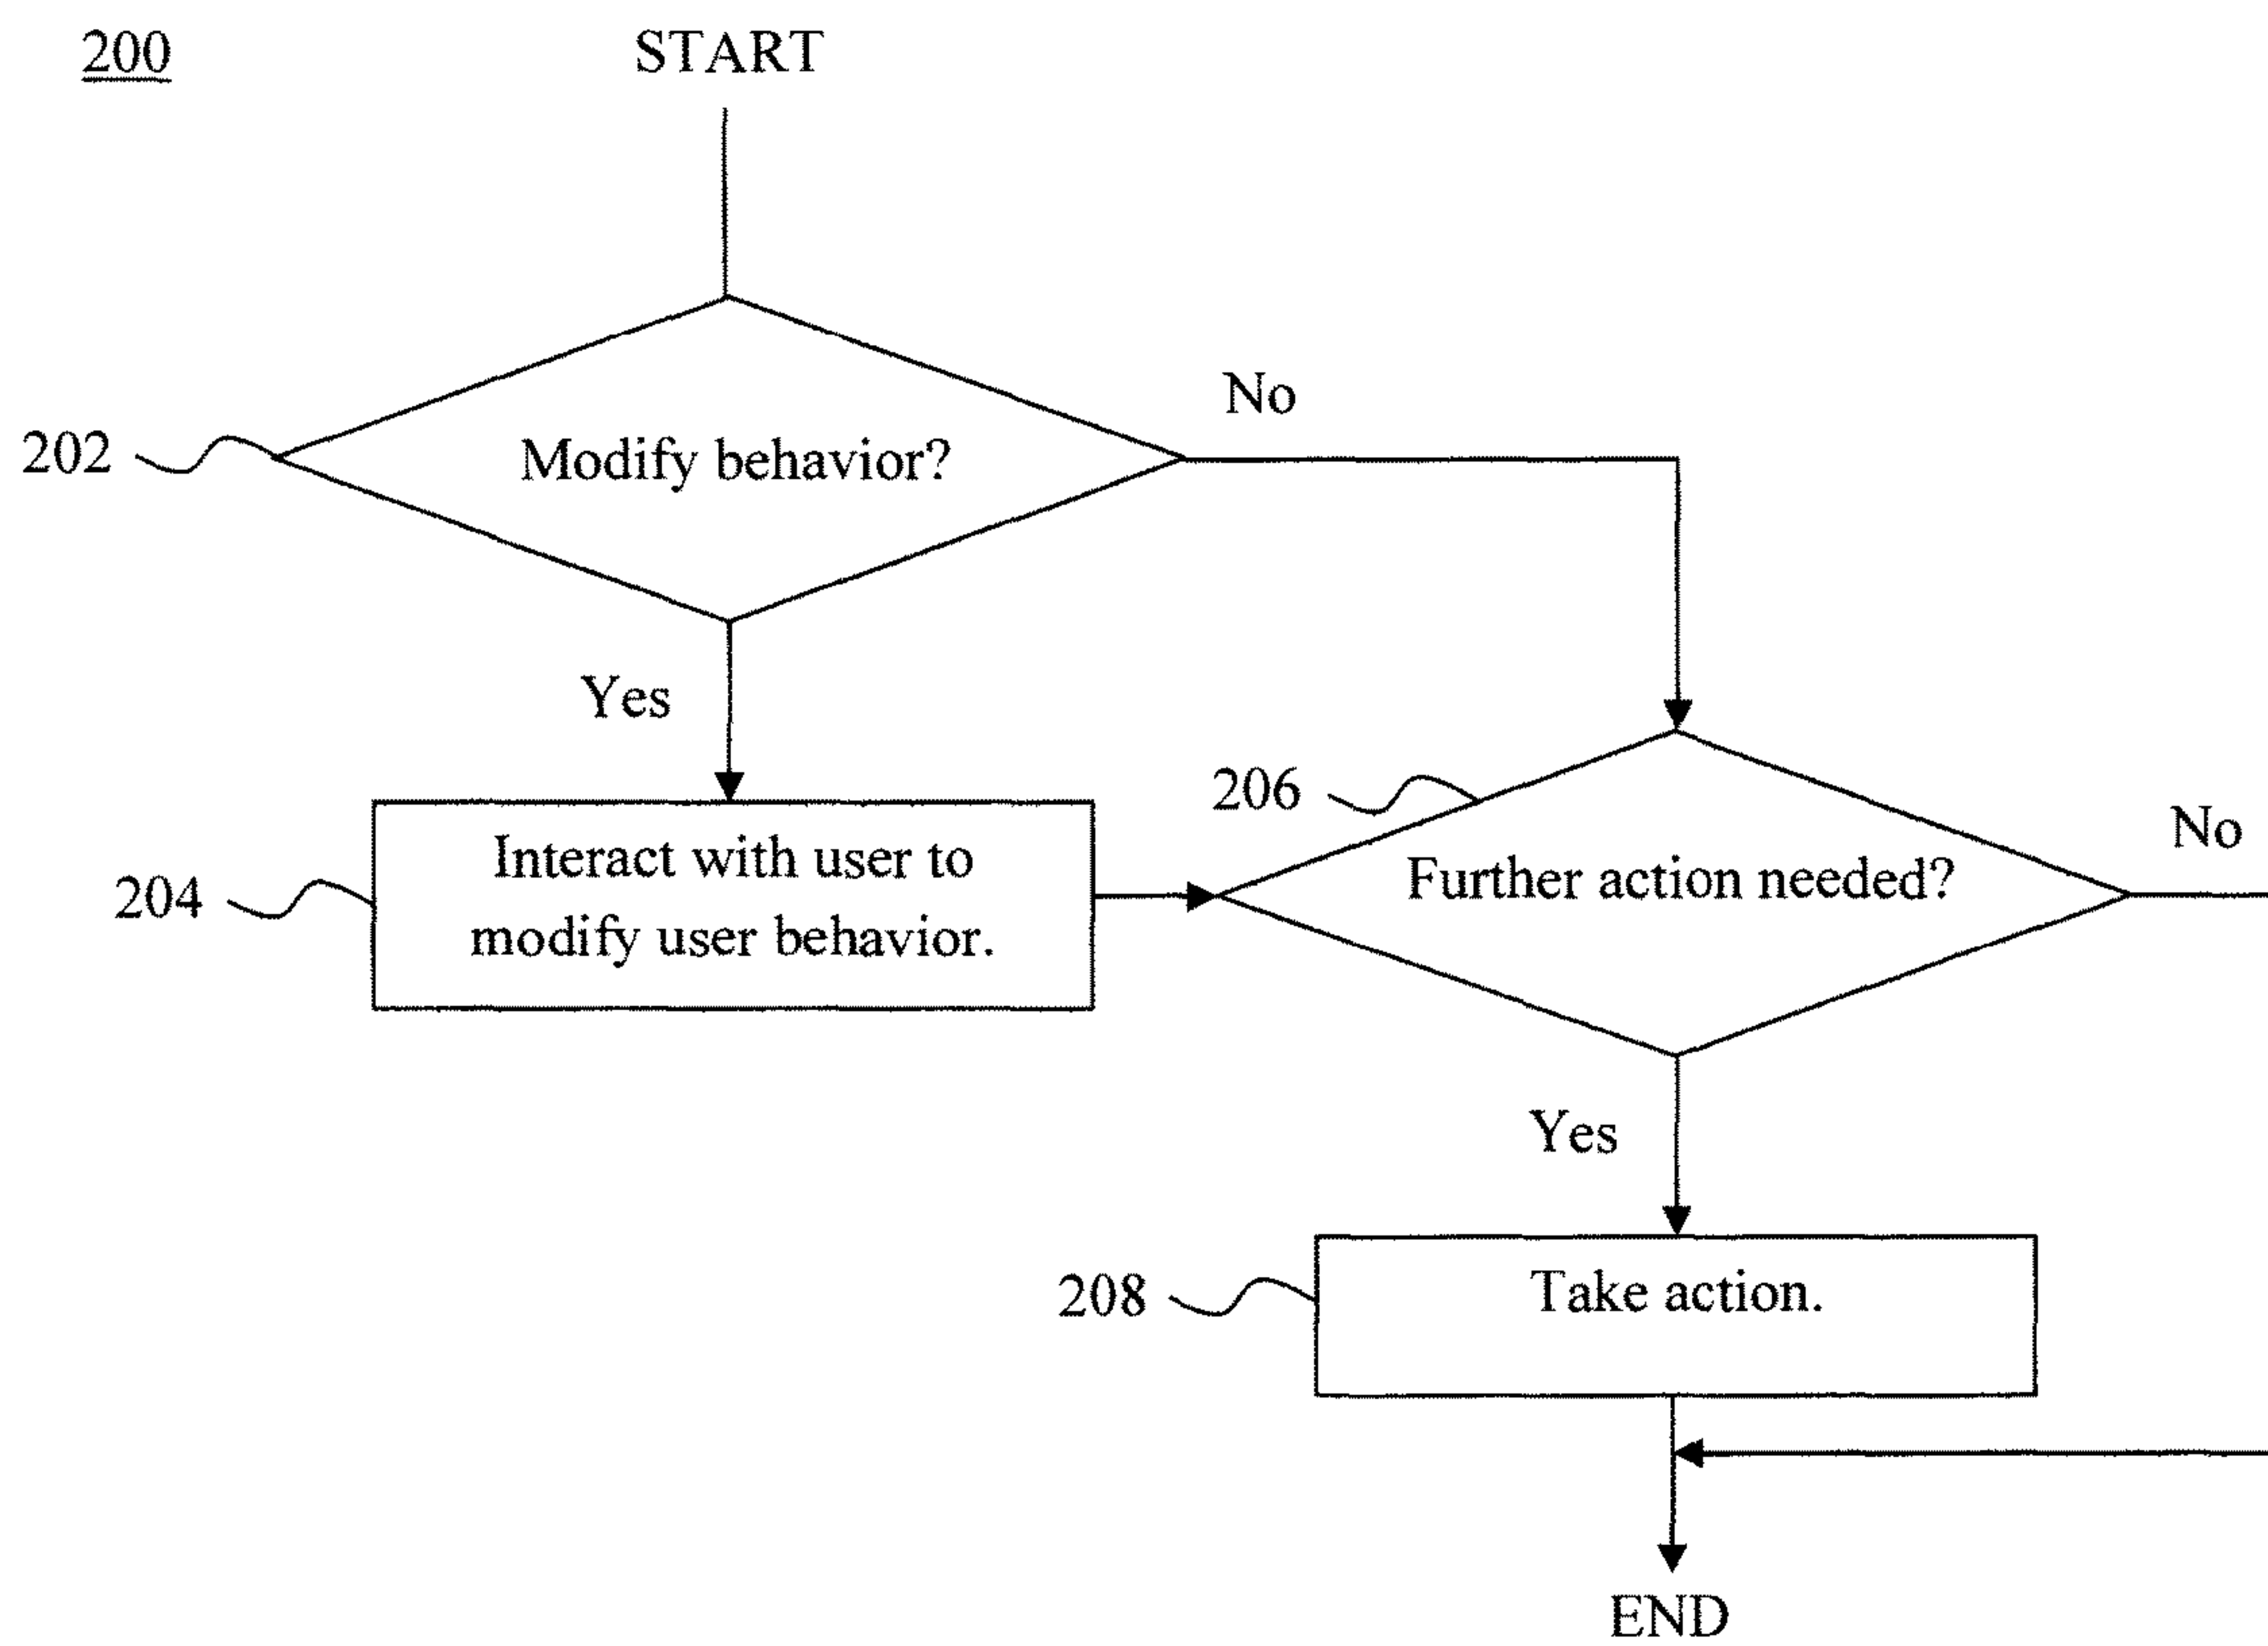 200
START
No
202
Modify behavior?
Yes
206
No
204
Interact with user to
modify user behavior.
Further action needed?
Yes
208
Take action.
END